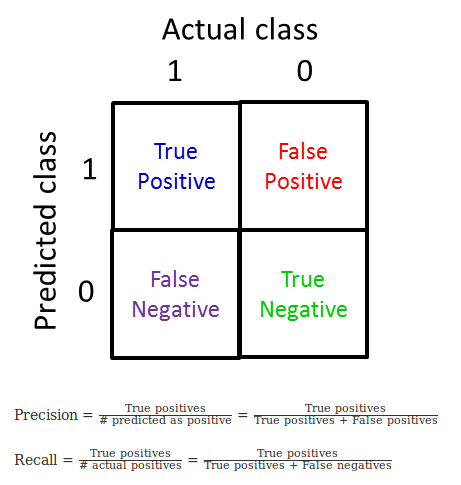 Actual class
1 0
Predicted class
1
True Positive
False Positive
0
False Negative
True Negative
Precision = True positives / # predicted as positive = True positives / True positives + False positives
Recall = True positives / # actual positives = True positives / True positives + False negatives